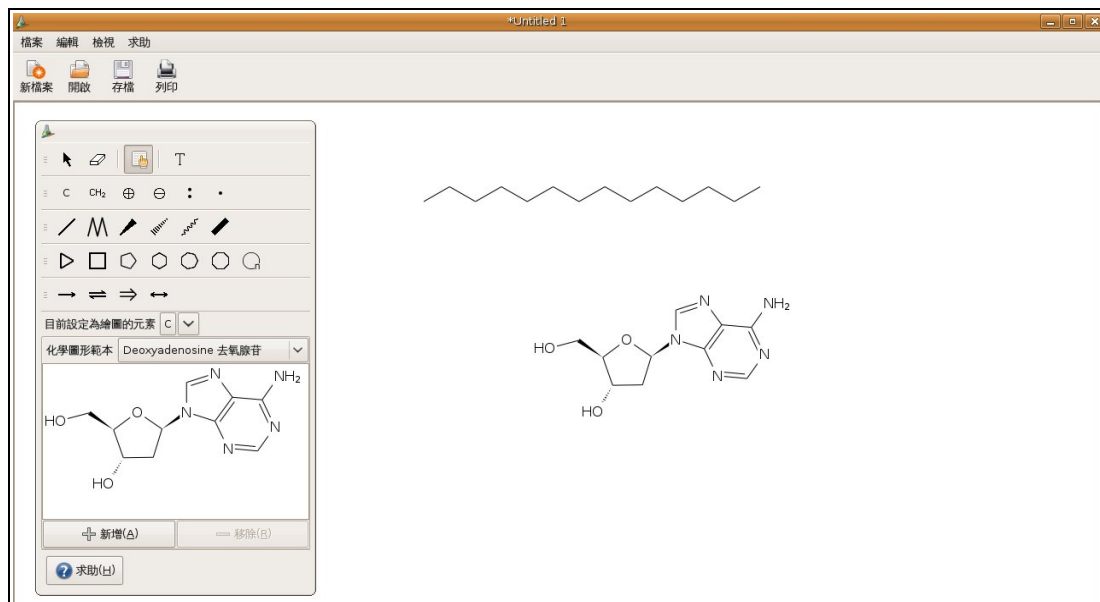 *Untitled 1
檔案 編輯 檢視 求助
新檔案 開啟 存檔 列印
T
C CH₂
目前設定為繪圖的元素 C
化學圖形範本 Deoxyadenosine 去氧腺苷
N NH₂
HO O N N
N
HO
新增(A) 移除(R)
求助(H)
N NH₂
HO O N N
N
HO